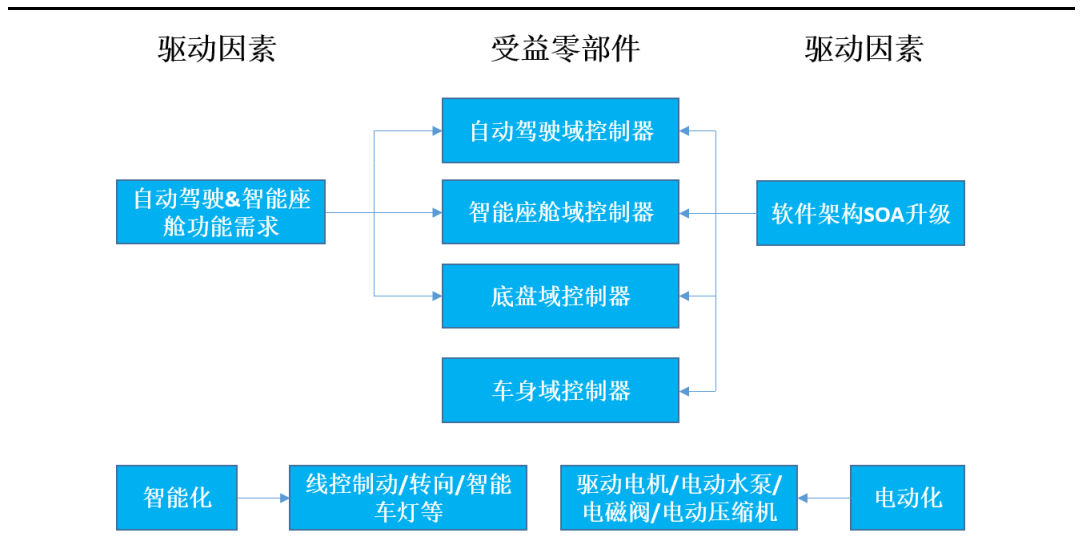 驱动因素
受益零部件
驱动因素
自动驾驶域控制器
自动驾驶&智能座
舱功能需求
智能座舱域控制器
软件架构SOA升级
底盘域控制器
车身域控制器
智能化
线控制动/转向/智能
车灯等
驱动电机/电动水泵/
电磁阀/电动压缩机
电动化